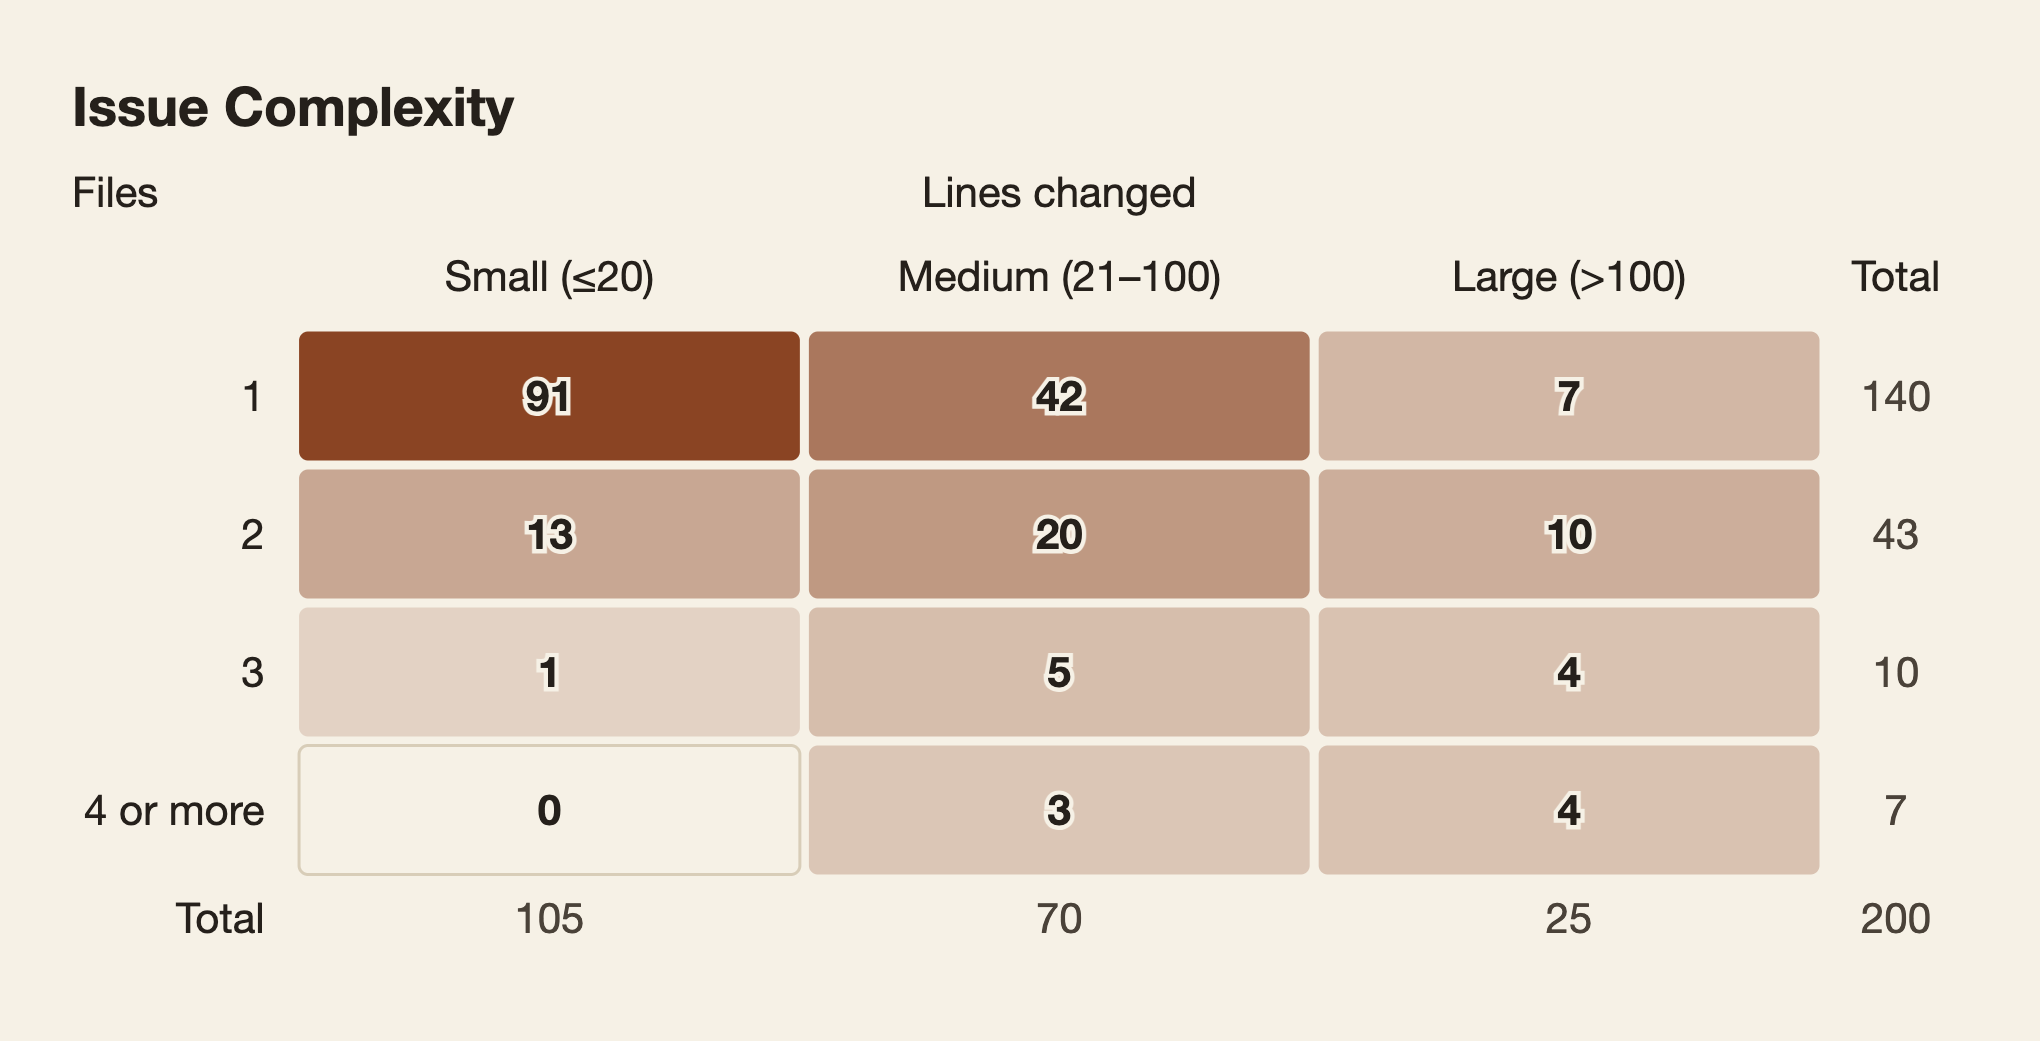 Issue Complexity
Files Lines changed
Small (≤20) Medium (21–100) Large (>100) Total
1 91 42 7 140
2 13 20 10 43
3 1 5 4 10
4 or more 0 3 4 7
Total 105 70 25 200